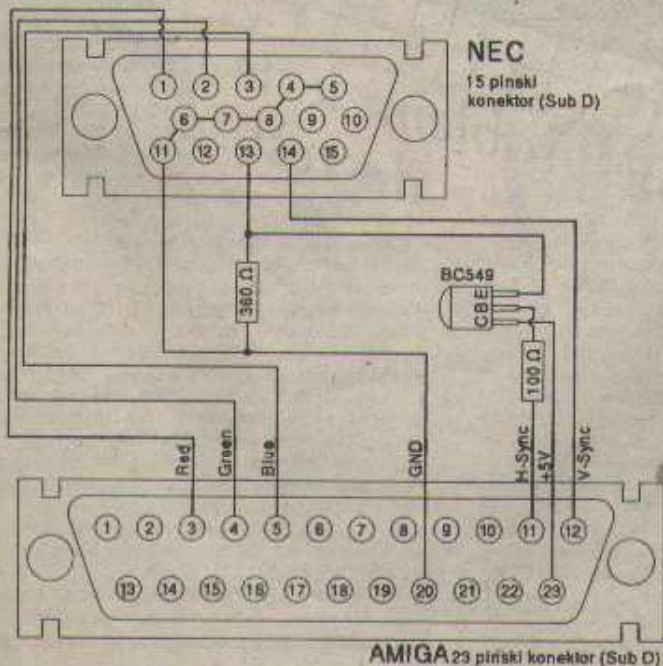 NEC
15 pinski
konektor (Sub D)
1 2 3 4 5
6 7 8 9 10
11 12 13 14 15
360 Ω
BC549
CBE
100 Ω
Red
Green
Blue
GND
H-Sync
+5V
V-Sync
1 2 3 4 5 6 7 8 9 10 11 12
13 14 15 16 17 18 19 20 21 22 23
AMIGA 23 pinski konektor (Sub D)